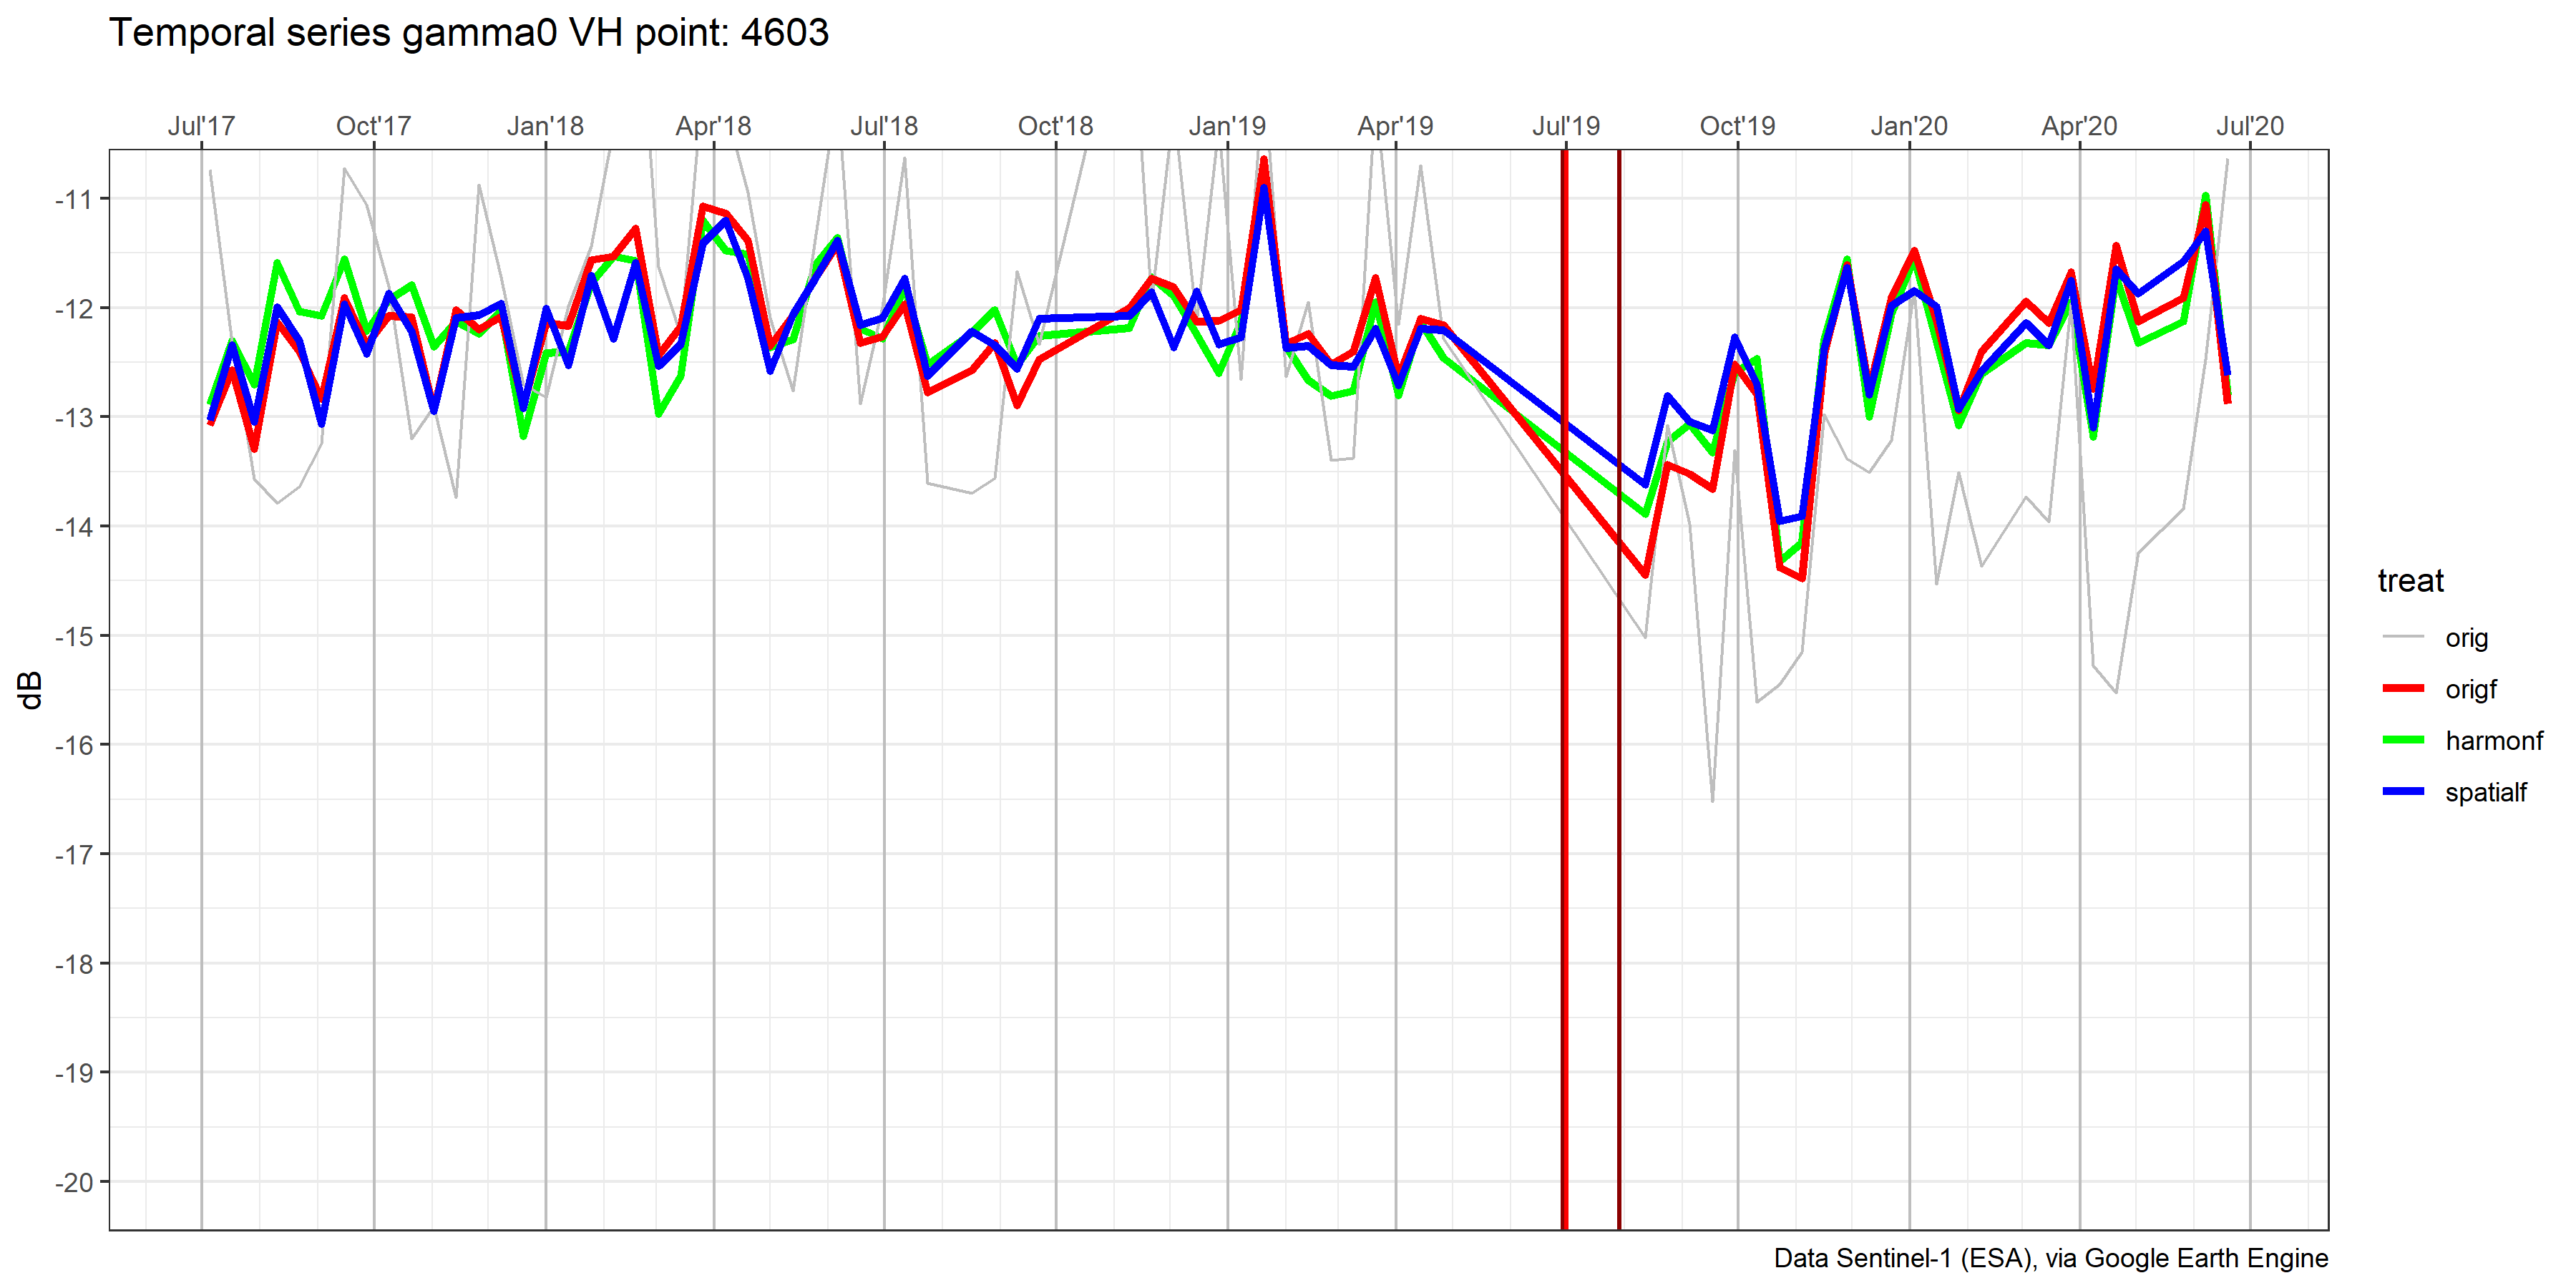 Temporal series gamma0 VH point: 4603
Jul'17 Oct'17 Jan'18 Apr'18 Jul'18 Oct'18 Jan'19 Apr'19 Jul'19 Oct'19 Jan'20 Apr'20 Jul'20
-11
-12
-13
-14
-15
-16
-17
-18
-19
-20
dB
treat
orig
origf
harmonf
spatialf
Data Sentinel-1 (ESA), via Google Earth Engine